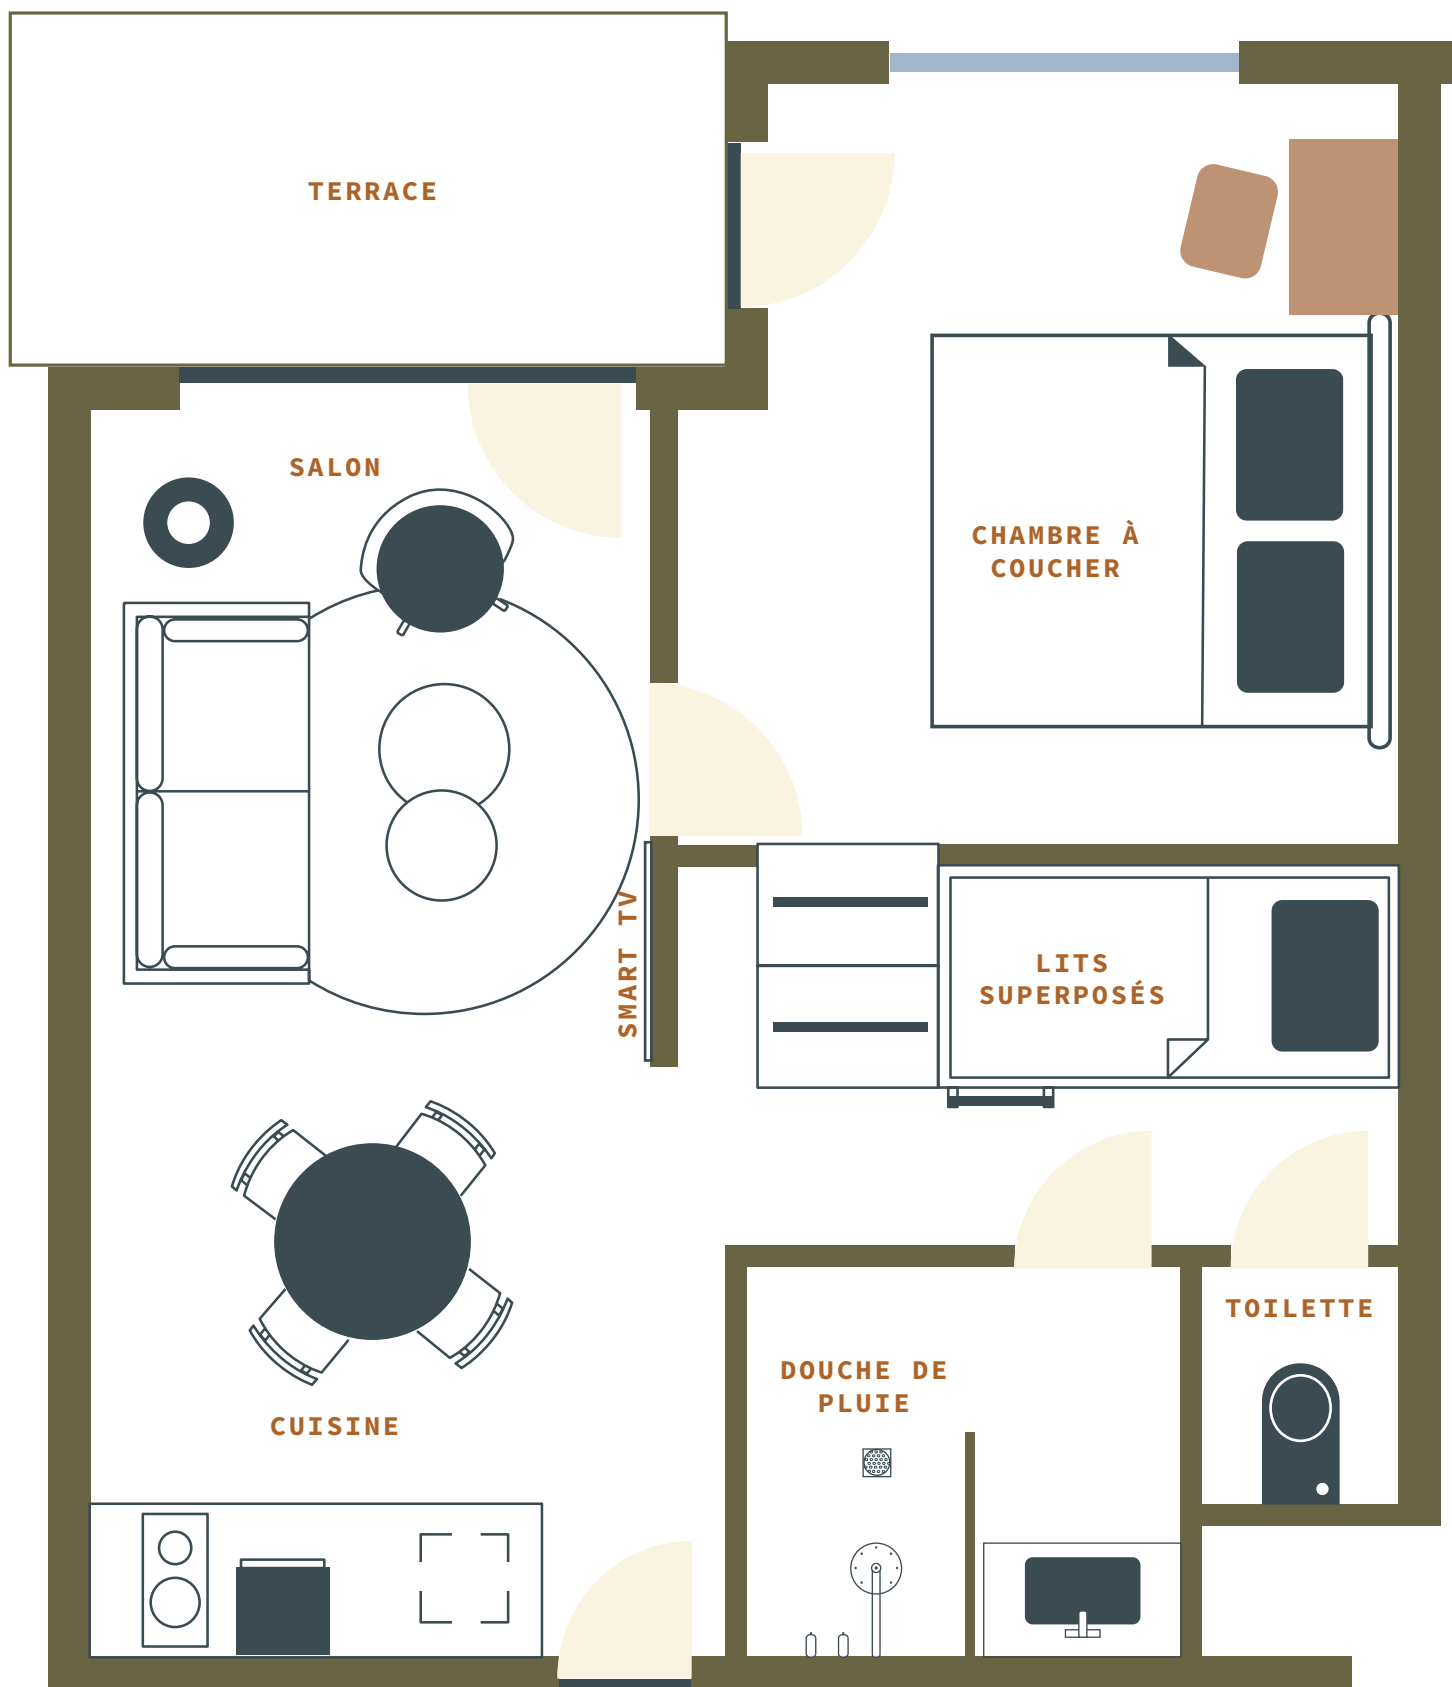 TERRACE
SALON
CHAMBRE À
COUCHER
SMART TV
LITS
SUPERPOSÉS
TOILETTE
DOUCHE DE
PLUIE
CUISINE